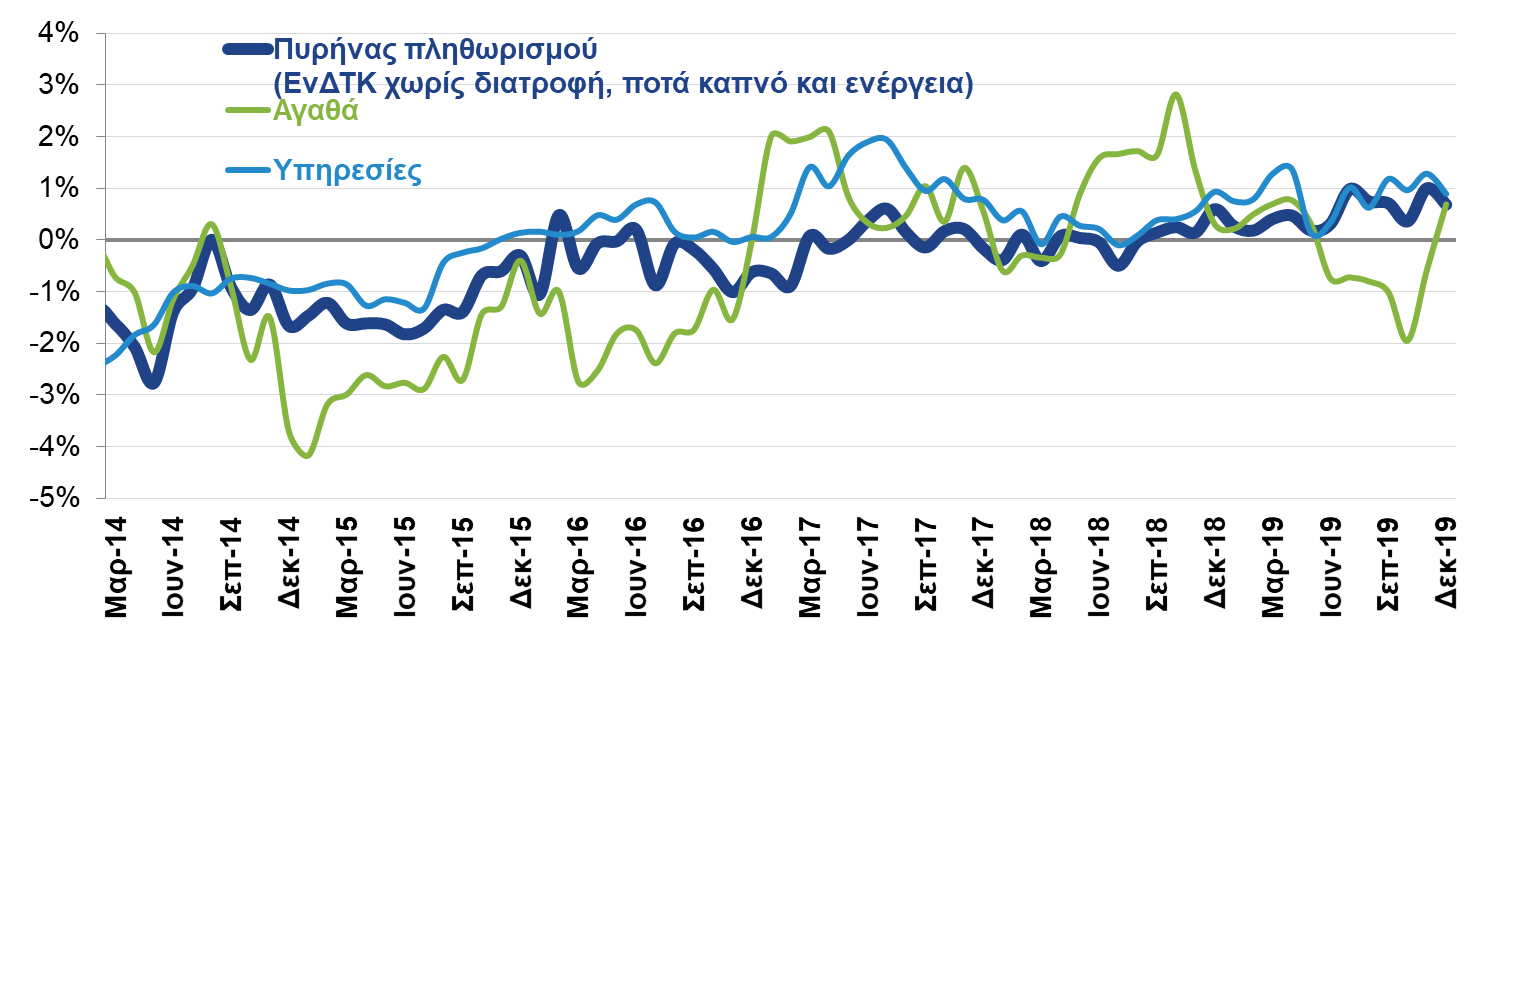 4%
3%
2%
1%
0%
-1%
-2%
-3%
-4%
-5%
Πυρήνας πληθωρισμού
(ΕνΔΤΚ χωρίς διατροφή, ποτά καπνό και ενέργεια)
Αγαθά
Υπηρεσίες
Μαρ-14
Ιουν-14
Σεπ-14
Δεκ-14
Μαρ-15
Ιουν-15
Σεπ-15
Δεκ-15
Μαρ-16
Ιουν-16
Σεπ-16
Δεκ-16
Μαρ-17
Ιουν-17
Σεπ-17
Δεκ-17
Μαρ-18
Ιουν-18
Σεπ-18
Δεκ-18
Μαρ-19
Ιουν-19
Σεπ-19
Δεκ-19